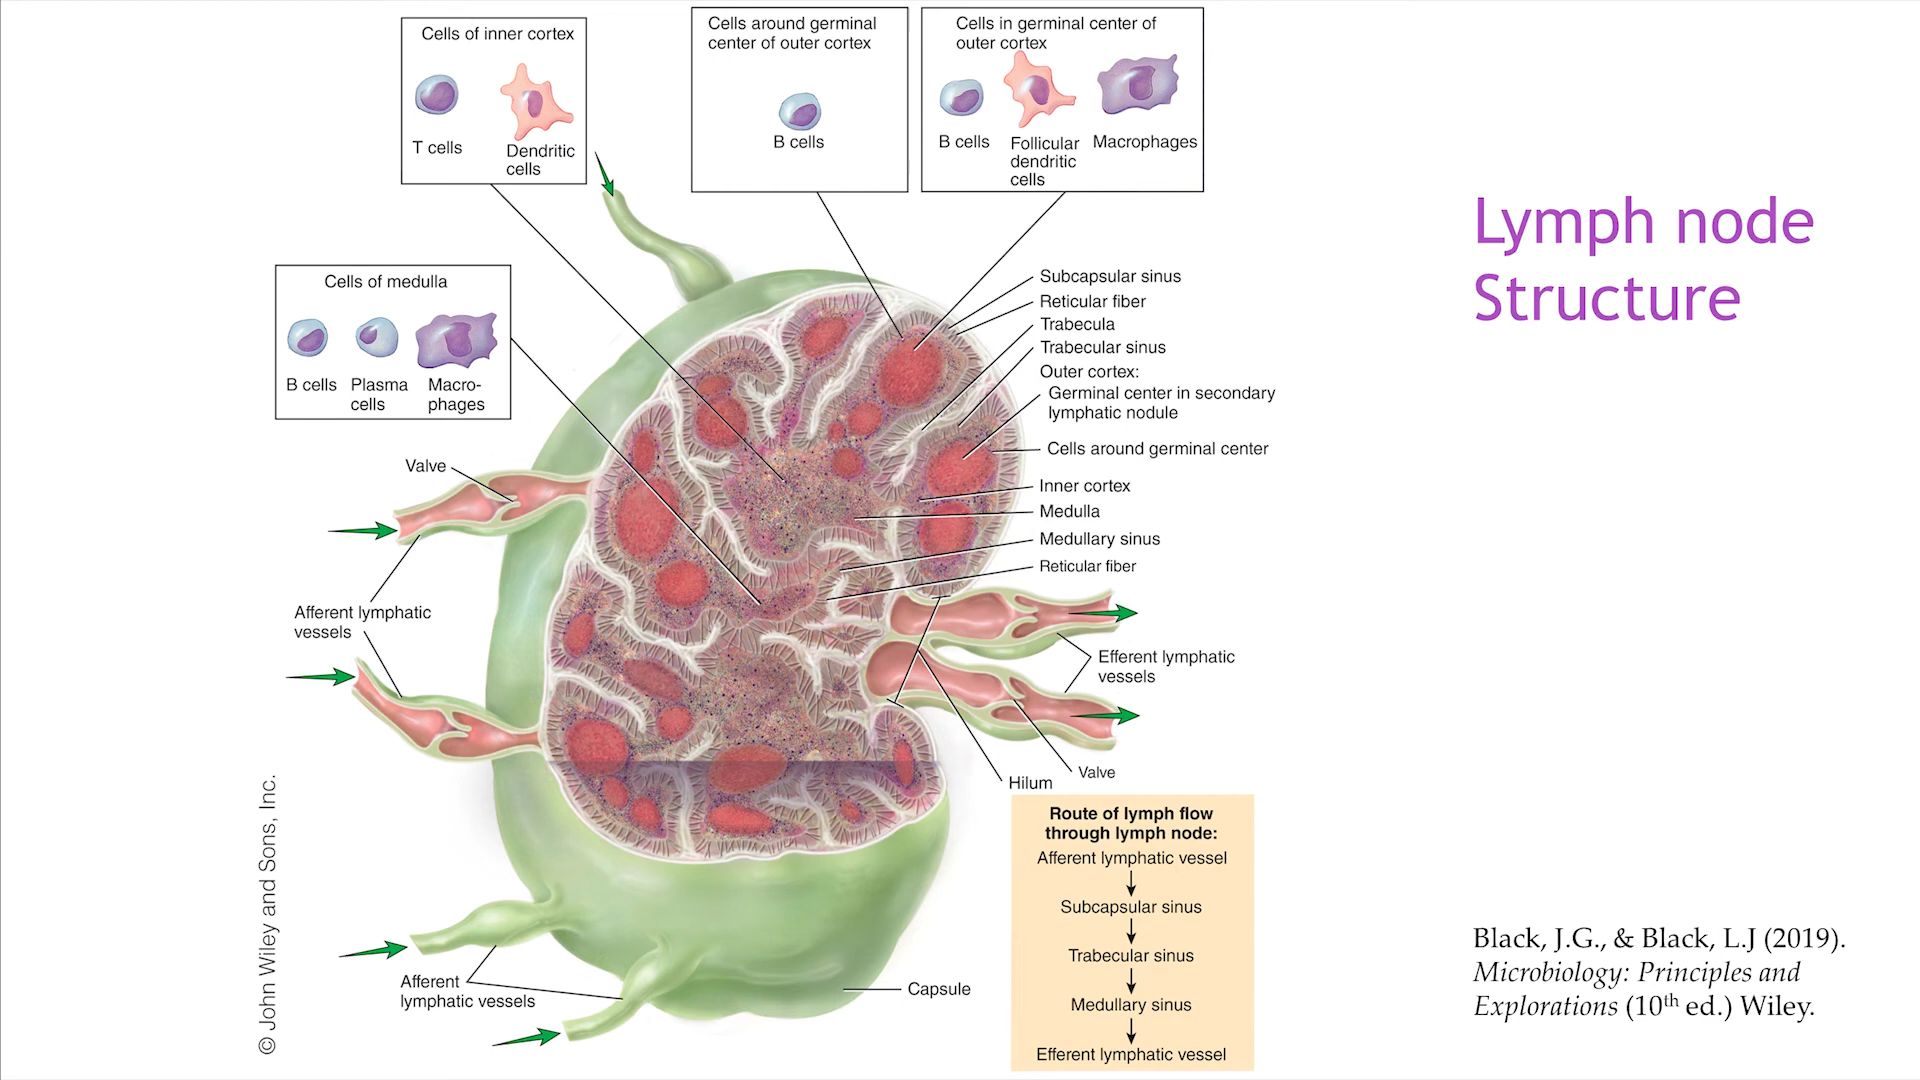 Cells of inner cortex
T cells
Dendritic
cells
Cells around germinal
center of outer cortex
B cells
Cells in germinal center of
outer cortex
B cells
Follicular
dendritic
cells
Macrophages
Lymph node
Structure
Cells of medulla
B cells
Plasma
cells
Macro-
phages
Subcapsular sinus
Reticular fiber
Trabecula
Trabecular sinus
Outer cortex:
Germinal center in secondary
lymphatic nodule
Cells around germinal center
Inner cortex
Medulla
Medullary sinus
Reticular fiber
Valve
Afferent lymphatic
vessels
Efferent lymphatic
vessels
Valve
Hilum
Route of lymph flow
through lymph node:
Afferent lymphatic vessel
Subcapsular sinus
Trabecular sinus
Medullary sinus
Efferent lymphatic vessel
Afferent
lymphatic vessels
Capsule
© John Wiley and Sons, Inc.
Black, J.G., & Black, L.J (2019).
Microbiology: Principles and
Explorations (10th ed.) Wiley.